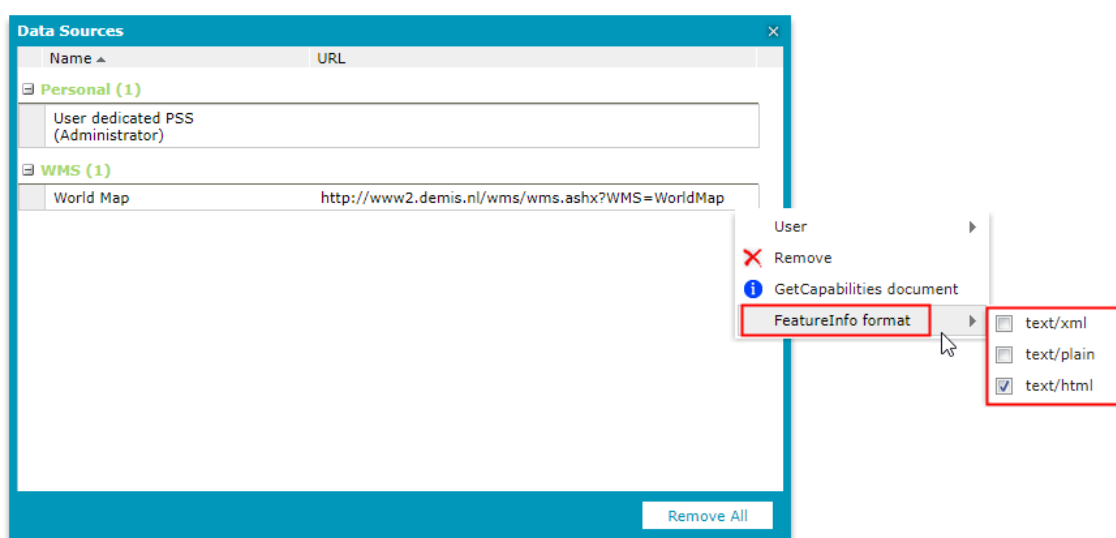 Data Sources
Name URL
Personal (1)
User dedicated PSS
(Administrator)
WMS (1)
World Map http://www2.demis.nl/wms/wms.ashx?WMS=WorldMap
User
Remove
GetCapabilities document
FeatureInfo format
text/xml
text/plain
text/html
Remove All